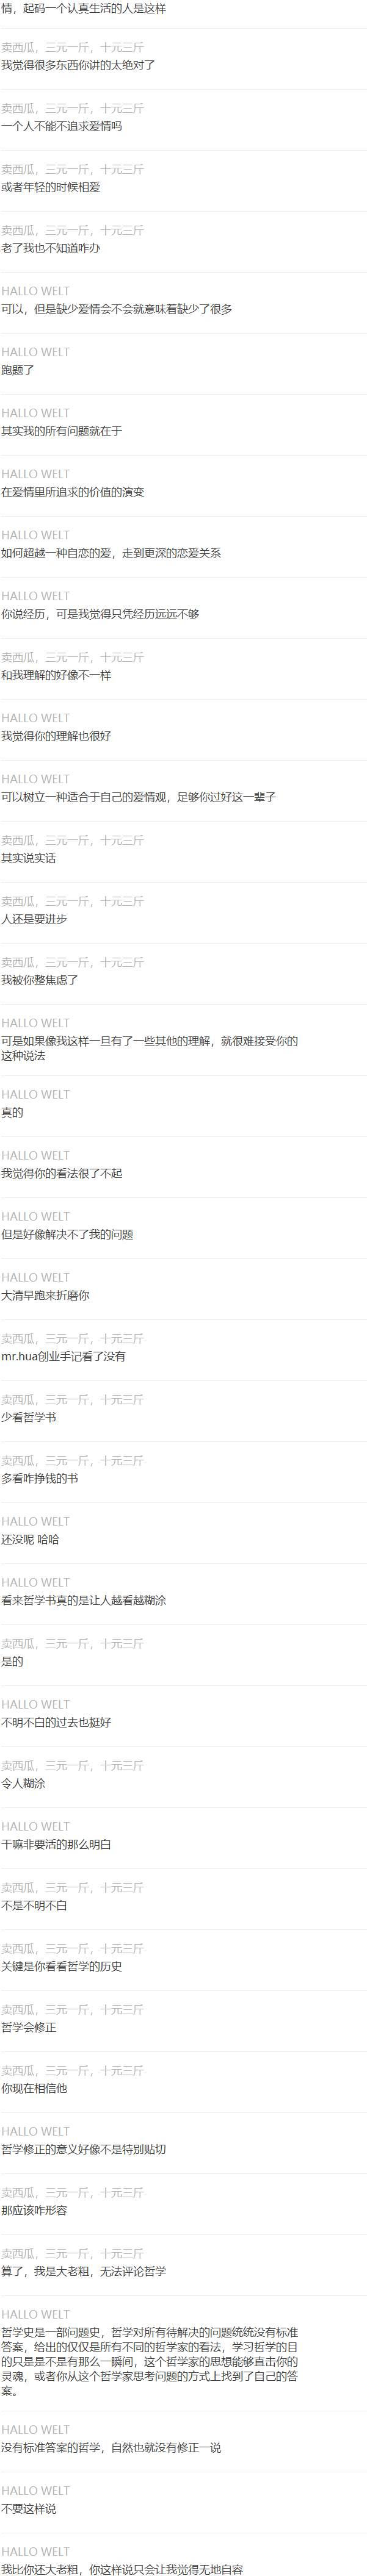 情，起码一个认真生活的人是这样
卖西瓜，三元一斤，十元三斤
我觉得很多东西你讲的太绝对了
卖西瓜，三元一斤，十元三斤
一个人不能不追求爱情吗
卖西瓜，三元一斤，十元三斤
或者年轻的时候相爱
卖西瓜，三元一斤，十元三斤
老了我也不知道咋办
HALLO WELT
可以，但是缺少爱情会不会就意味着缺少了很多
HALLO WELT
跑题了
HALLO WELT
其实我的所有问题就在于
HALLO WELT
在爱情里所追求的价值的演变
HALLO WELT
如何超越一种自恋的爱，走到更深的恋爱关系
HALLO WELT
你说经历，可是我觉得只凭经历远远不够
卖西瓜，三元一斤，十元三斤
和我理解的好像不一样
HALLO WELT
我觉得你的理解也很好
HALLO WELT
可以树立一种适合于自己的爱情观，足够你过好这一辈子
卖西瓜，三元一斤，十元三斤
其实说实话
卖西瓜，三元一斤，十元三斤
人还是要进步
卖西瓜，三元一斤，十元三斤
我被你整焦虑了
HALLO WELT
可是如果像我这样一旦有了一些其他的理解，就很难接受你的
这种说法
HALLO WELT
真的
HALLO WELT
我觉得你的看法很了不起
HALLO WELT
但是好像解决不了我的问题
HALLO WELT
大清早跑来折磨你
卖西瓜，三元一斤，十元三斤
mr.hua创业手记看了没有
卖西瓜，三元一斤，十元三斤
少看哲学书
卖西瓜，三元一斤，十元三斤
多看咋挣钱的书
HALLO WELT
还没呢 哈哈
HALLO WELT
看来哲学书真的是让人越看越糊涂
卖西瓜，三元一斤，十元三斤
是的
HALLO WELT
不明不白的过去也挺好
卖西瓜，三元一斤，十元三斤
令人糊涂
HALLO WELT
干嘛非要活的那么明白
卖西瓜，三元一斤，十元三斤
不是不明不白
卖西瓜，三元一斤，十元三斤
关键是你看看哲学的历史
卖西瓜，三元一斤，十元三斤
哲学会修正
卖西瓜，三元一斤，十元三斤
你现在相信他
HALLO WELT
哲学修正的意义好像不是特别贴切
卖西瓜，三元一斤，十元三斤
那应该咋形容
卖西瓜，三元一斤，十元三斤
算了，我是大老粗，无法评论哲学
HALLO WELT
哲学史是一部问题史，哲学对所有待解决的问题统统没有标准
答案，给出的仅仅是所有不同的哲学家的看法，学习哲学的目
的只是是不是有那么一瞬间，这个哲学家的思想能够直击你的
灵魂，或者你从这个哲学家思考问题的方式上找到了自己的答
案。
HALLO WELT
没有标准答案的哲学，自然也就没有修正一说
HALLO WELT
不要这样说
HALLO WELT
我比你还大老粗，你这样说只会让我觉得无地自容